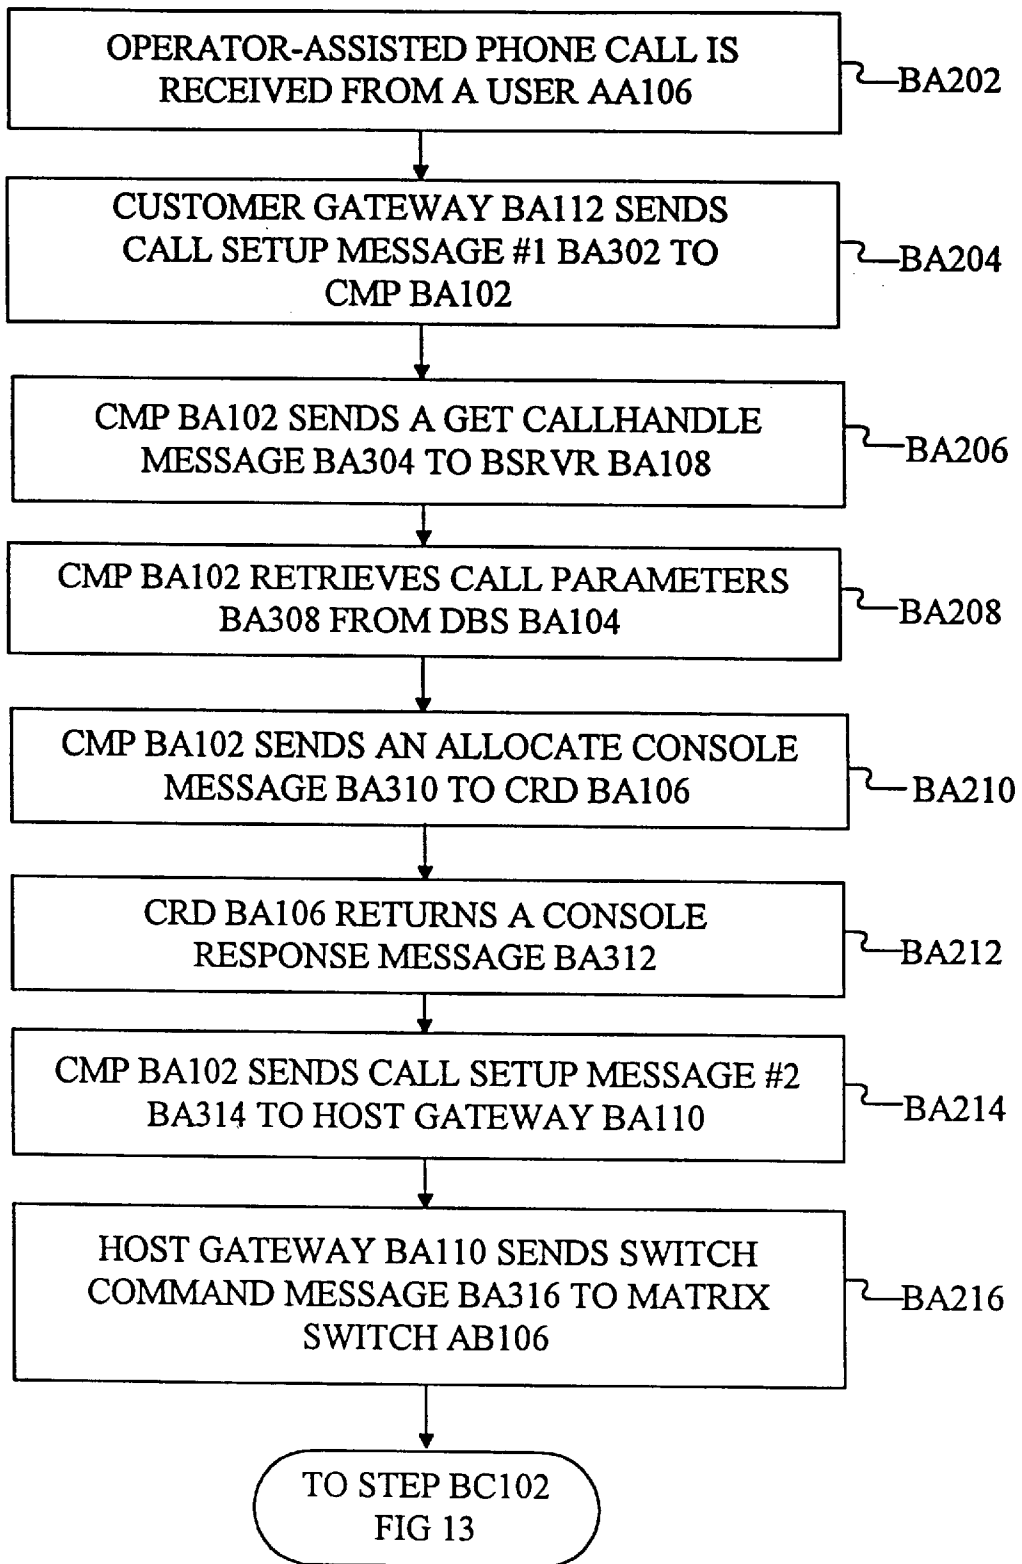 OPERATOR-ASSISTED PHONE CALL IS
RECEIVED FROM A USER AA106
BA202
CUSTOMER GATEWAY BA112 SENDS
CALL SETUP MESSAGE #1 BA302 TO
CMP BA102
BA204
CMP BA102 SENDS A GET CALLHANDLE
MESSAGE BA304 TO BSRVR BA108
BA206
CMP BA102 RETRIEVES CALL PARAMETERS
BA308 FROM DBS BA104
BA208
CMP BA102 SENDS AN ALLOCATE CONSOLE
MESSAGE BA310 TO CRD BA106
BA210
CRD BA106 RETURNS A CONSOLE
RESPONSE MESSAGE BA312
BA212
CMP BA102 SENDS CALL SETUP MESSAGE #2
BA314 TO HOST GATEWAY BA110
BA214
HOST GATEWAY BA110 SENDS SWITCH
COMMAND MESSAGE BA316 TO MATRIX
SWITCH AB106
BA216
TO STEP BC102
FIG 13